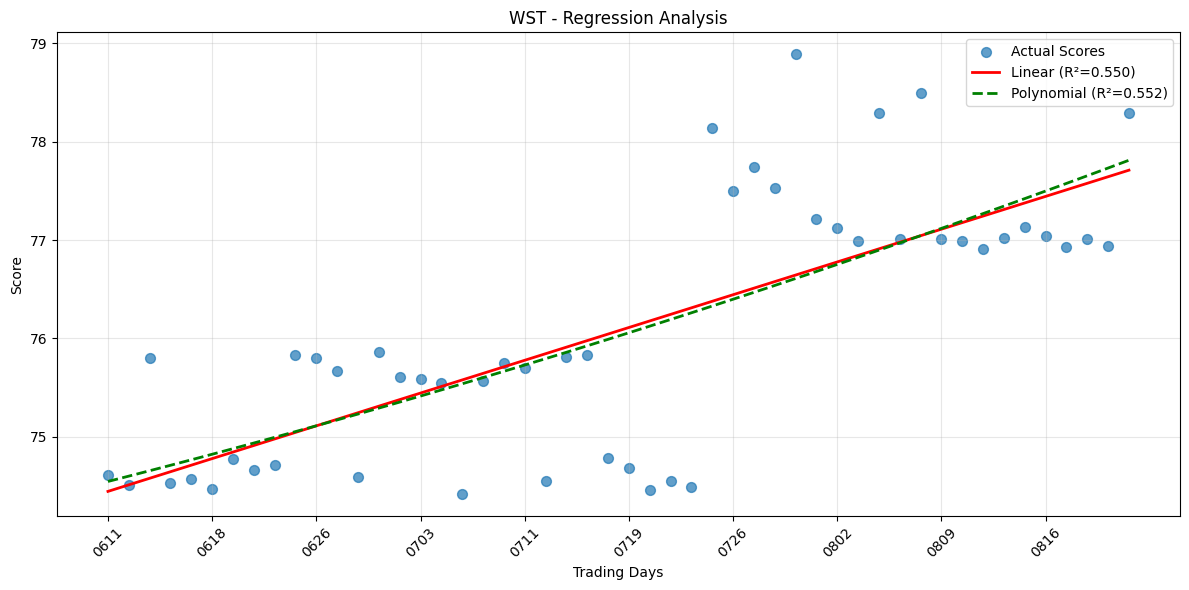 WST - Regression Analysis
Actual Scores
Linear (R²=0.550)
Polynomial (R²=0.552)
Score
79
78
77
76
75
0611
0618
0626
0703
0711
0719
0726
0802
0809
0816
Trading Days